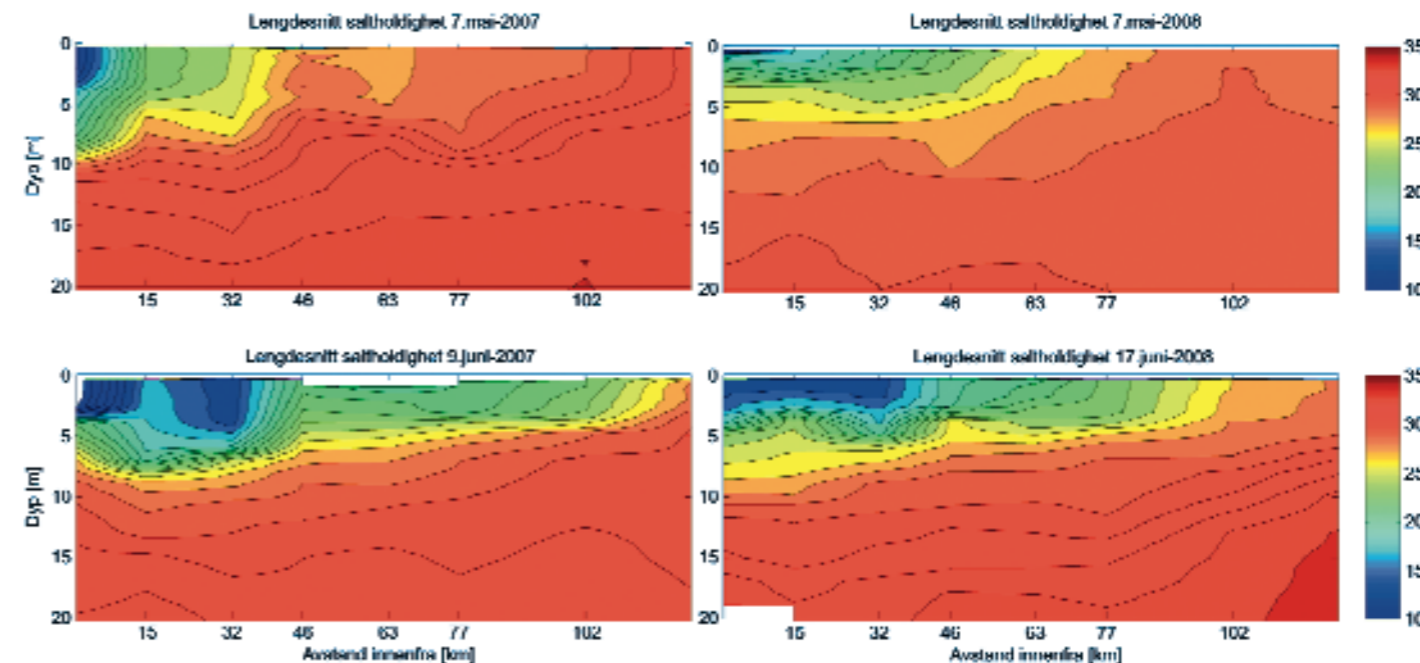 Lengdesnitt saltholdighet 7.mai-2007
Lengdesnitt saltholdighet 7.mai-2008
0
5
10
15
20
Dyp [m]
15 32 46 63 77 102
0
5
10
15
20
15 32 46 63 77 102
35
30
25
20
15
10
Lengdesnitt saltholdighet 9.juni-2007
Lengdesnitt saltholdighet 17.juni-2008
0
5
10
15
20
Dyp [m]
15 32 46 63 77 102
Avstand innenfra [km]
0
5
10
15
20
15 32 46 63 77 102
Avstand innenfra [km]
35
30
25
20
15
10